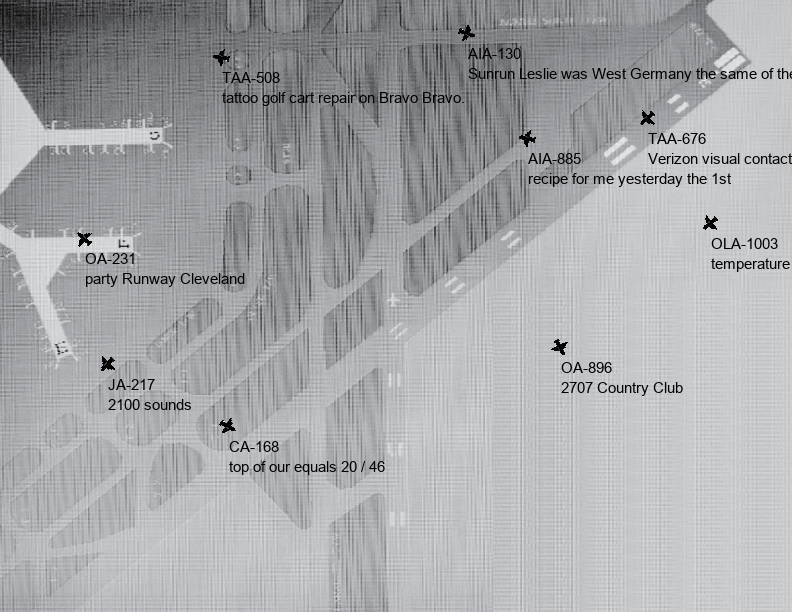 AIA-130
Sunrun Leslie was West Germany the same of the
TAA-508
tattoo golf cart repair on Bravo Bravo.
TAA-676
Verizon visual contact
AIA-885
recipe for me yesterday the 1st
OLA-1003
temperature
OA-231
party Runway Cleveland
OA-896
2707 Country Club
JA-217
2100 sounds
CA-168
top of our equals 20 / 46